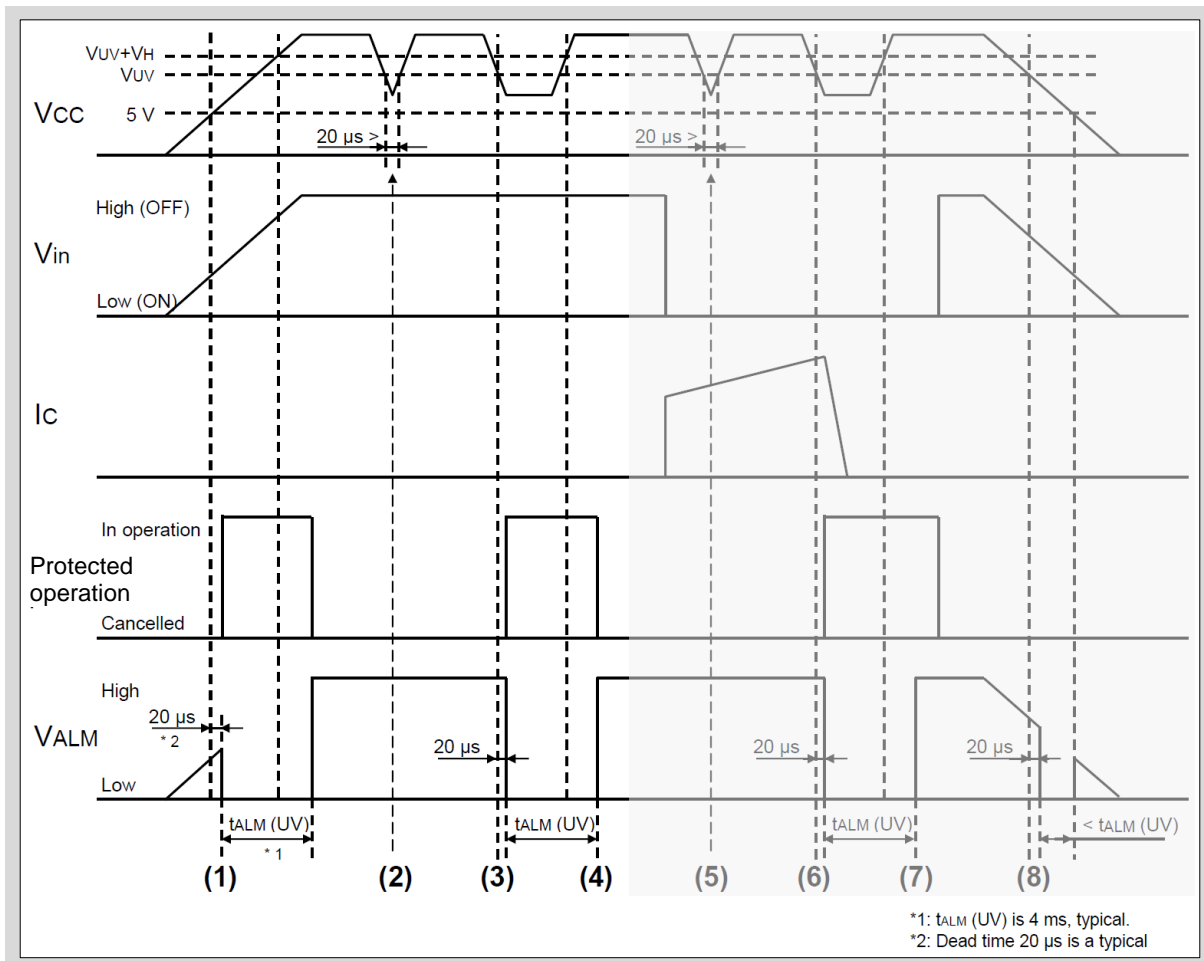 VUV+VH
VUV
VCC
5 V
20 µs >
20 µs >
High (OFF)
Vin
Low (ON)
IC
In operation
Protected
operation
Cancelled
High
20 µs
* 2
VALM
20 µs
20 µs
20 µs
Low
tALM (UV)
tALM (UV)
tALM (UV)
< tALM (UV)
* 1
(1)
(2)
(3)
(4)
(5)
(6)
(7)
(8)
*1: tALM (UV) is 4 ms, typical.
*2: Dead time 20 µs is a typical